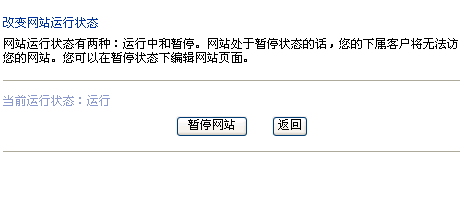 改变网站运行状态
网站运行状态有两种：运行中和暂停。网站处于暂停状态的话，您的下属客户将无法访
您的网站。您可以在暂停状态下编辑网站页面。
当前运行状态：运行
暂停网站 返回